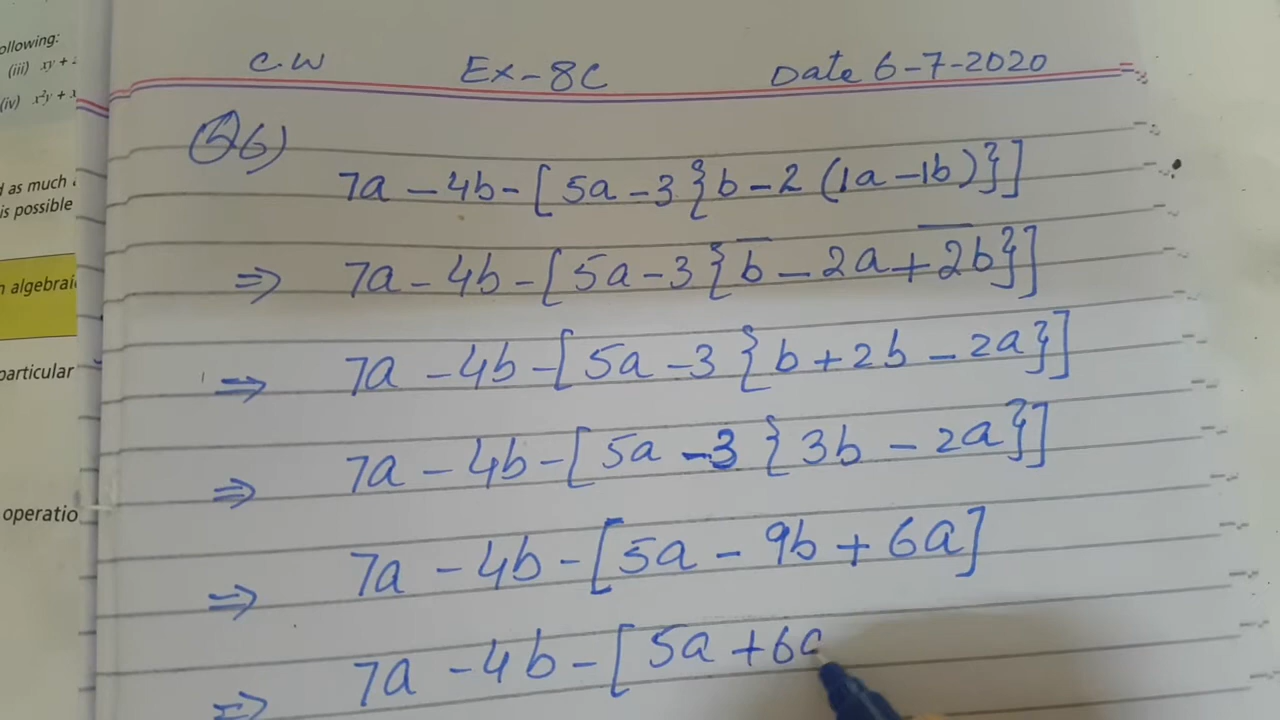 ollowing:
(iii) xy +
(iv) x²y + x
d as much
is possible
n algebrai
particular
operatio
C.W Ex-8C Date 6-7-2020
Q6)
7a - 4b - [5a - 3{b - 2(1a - 1b)}]
⇒ 7a - 4b - [5a - 3{b - 2a + 2b}]
⇒ 7a - 4b - [5a - 3{b + 2b - 2a}]
⇒ 7a - 4b - [5a - 3{3b - 2a}]
⇒ 7a - 4b - [5a - 9b + 6a]
⇒ 7a - 4b - [5a + 6a